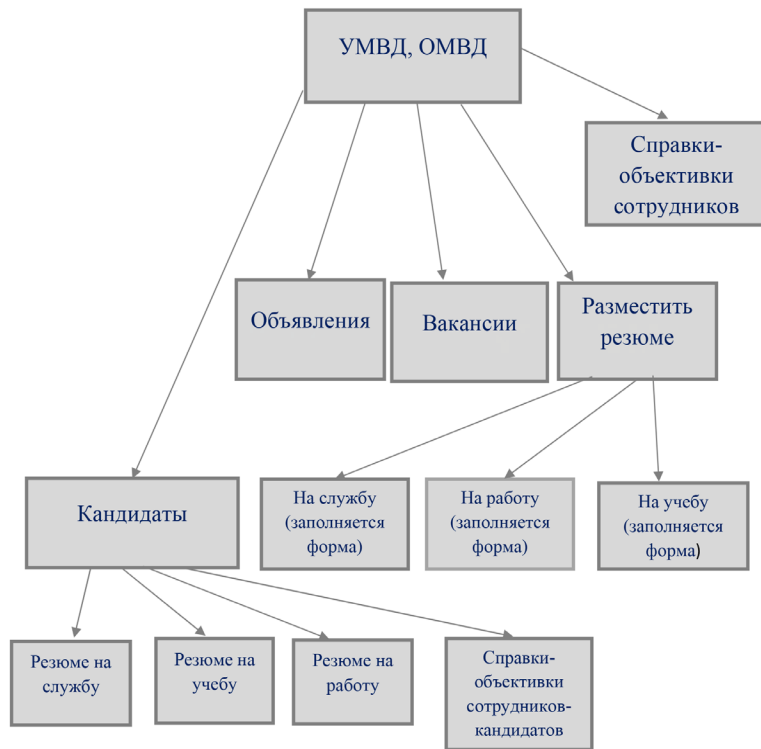 УМВД, ОМВД
Справки-
объективки
сотрудников
Объявления
Вакансии
Разместить
резюме
Кандидаты
На службу
(заполняется
форма)
На работу
(заполняется
форма)
На учебу
(заполняется
форма)
Резюме на
службу
Резюме на
учебу
Резюме на
работу
Справки-
объективки
сотрудников-
кандидатов